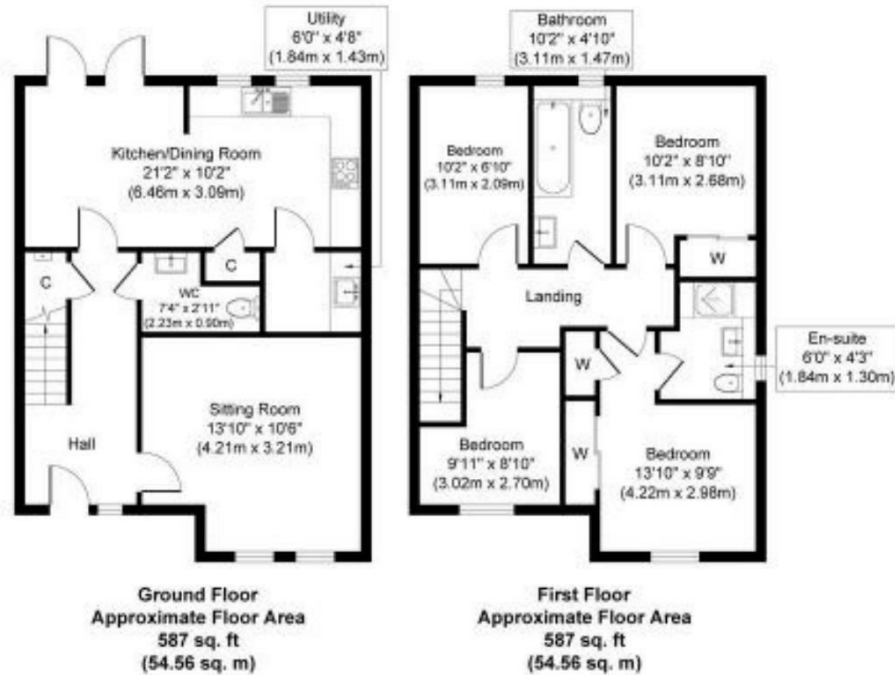 Utility
6'0" x 4'8"
(1.84m x 1.43m)
Kitchen/Dining Room
21'2" x 10'2"
(6.46m x 3.09m)
C
C
WC
7'4" x 2'11"
(2.23m x 0.90m)
Sitting Room
13'10" x 10'6"
(4.21m x 3.21m)
Hall
Ground Floor
Approximate Floor Area
587 sq. ft
(54.56 sq. m)
Bathroom
10'2" x 4'10"
(3.11m x 1.47m)
Bedroom
10'2" x 6'10"
(3.11m x 2.09m)
Bedroom
10'2" x 8'10"
(3.11m x 2.68m)
W
Landing
En-suite
6'0" x 4'3"
(1.84m x 1.30m)
W
W
Bedroom
9'11" x 8'10"
(3.02m x 2.70m)
Bedroom
13'10" x 9'9"
(4.22m x 2.98m)
First Floor
Approximate Floor Area
587 sq. ft
(54.56 sq. m)